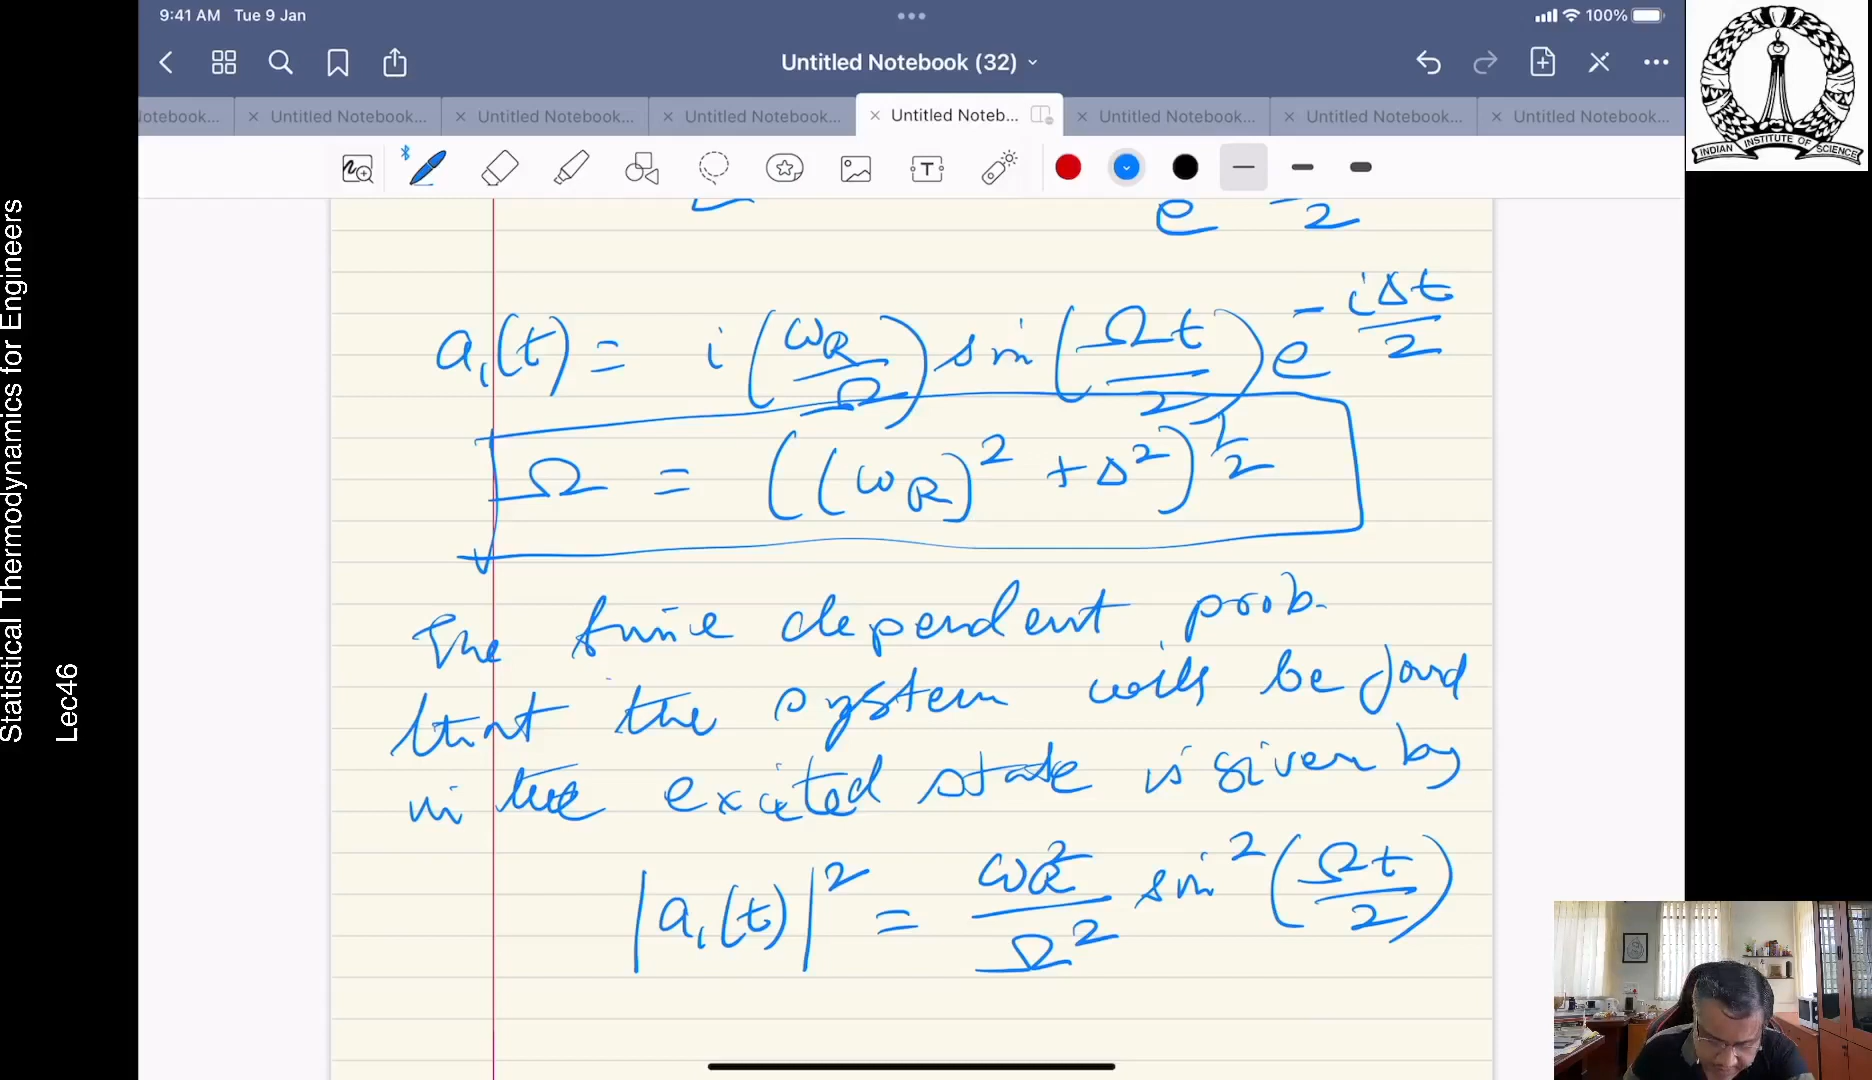 9:41 AM Tue 9 Jan
100%
Untitled Notebook (32)
otebook...
Untitled Notebook...
Untitled Notebook...
Untitled Notebook...
Untitled Noteb...
Untitled Notebook...
Untitled Notebook...
Untitled Notebook...
INDIAN INSTITUTE OF SCIENCE
Statistical Thermodynamics for Engineers
Lec46
e 2
a₁(t) = i (ω_R/Ω) sin (Ωt/2) e^{-iΔt/2}
Ω = ((ω_R)² + Δ²)^{1/2}
The time dependent prob.
that the system will be found
in the excited state is given by
|a₁(t)|² = ω_R²/Ω² sin² (Ωt/2)